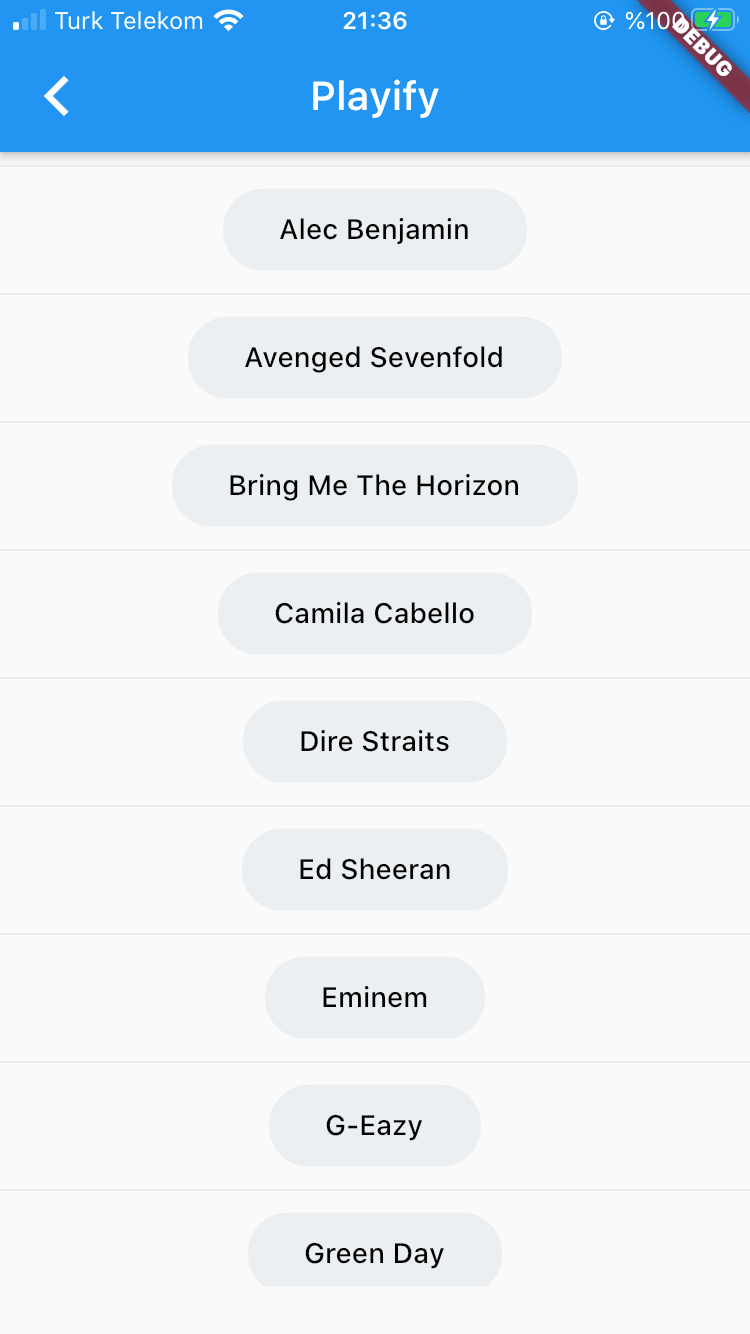 Turk Telekom 21:36 %100
DEBUG
Playify
Alec Benjamin
Avenged Sevenfold
Bring Me The Horizon
Camila Cabello
Dire Straits
Ed Sheeran
Eminem
G-Eazy
Green Day